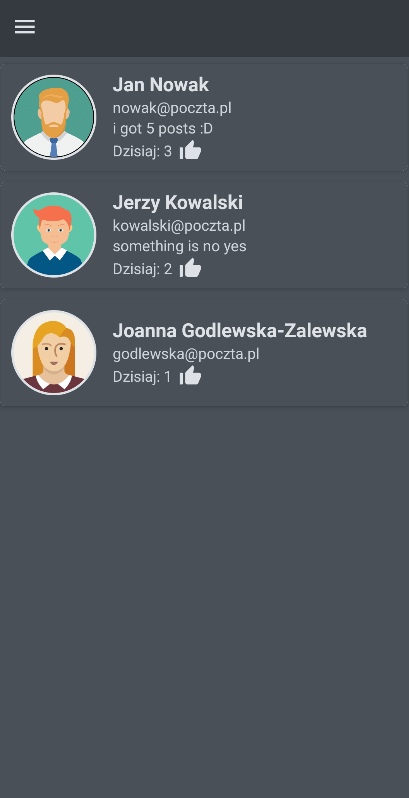 Jan Nowak
nowak@poczta.pl
i got 5 posts :D
Dzisiaj: 3
Jerzy Kowalski
kowalski@poczta.pl
something is no yes
Dzisiaj: 2
Joanna Godlewska-Zalewska
godlewska@poczta.pl
Dzisiaj: 1